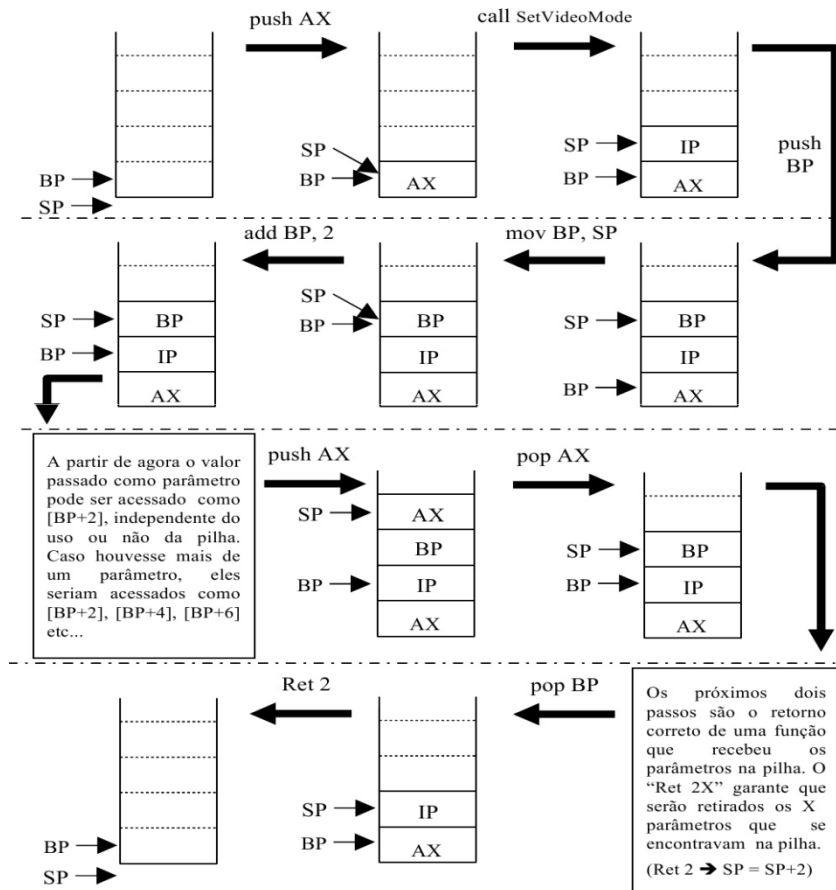 push AX
call SetVideoMode
BP
SP
SP
BP
AX
SP
BP
IP
AX
push
BP
add BP, 2
mov BP, SP
SP
BP
BP
IP
AX
SP
BP
BP
IP
AX
SP
BP
BP
IP
AX
A partir de agora o valor
passado como parâmetro
pode ser acessado como
[BP+2], independente do
uso ou não da pilha.
Caso houvesse mais de
um parâmetro, eles
seriam acessados como
[BP+2], [BP+4], [BP+6]
etc...
push AX
SP
BP
AX
BP
IP
AX
pop AX
SP
BP
BP
IP
AX
Ret 2
pop BP
BP
SP
SP
BP
IP
AX
Os próximos dois
passos são o retorno
correto de uma função
que recebeu os
parâmetros na pilha. O
“Ret 2X” garante que
serão retirados os X
parâmetros que se
encontravam na pilha.
(Ret 2 ➔ SP = SP+2)